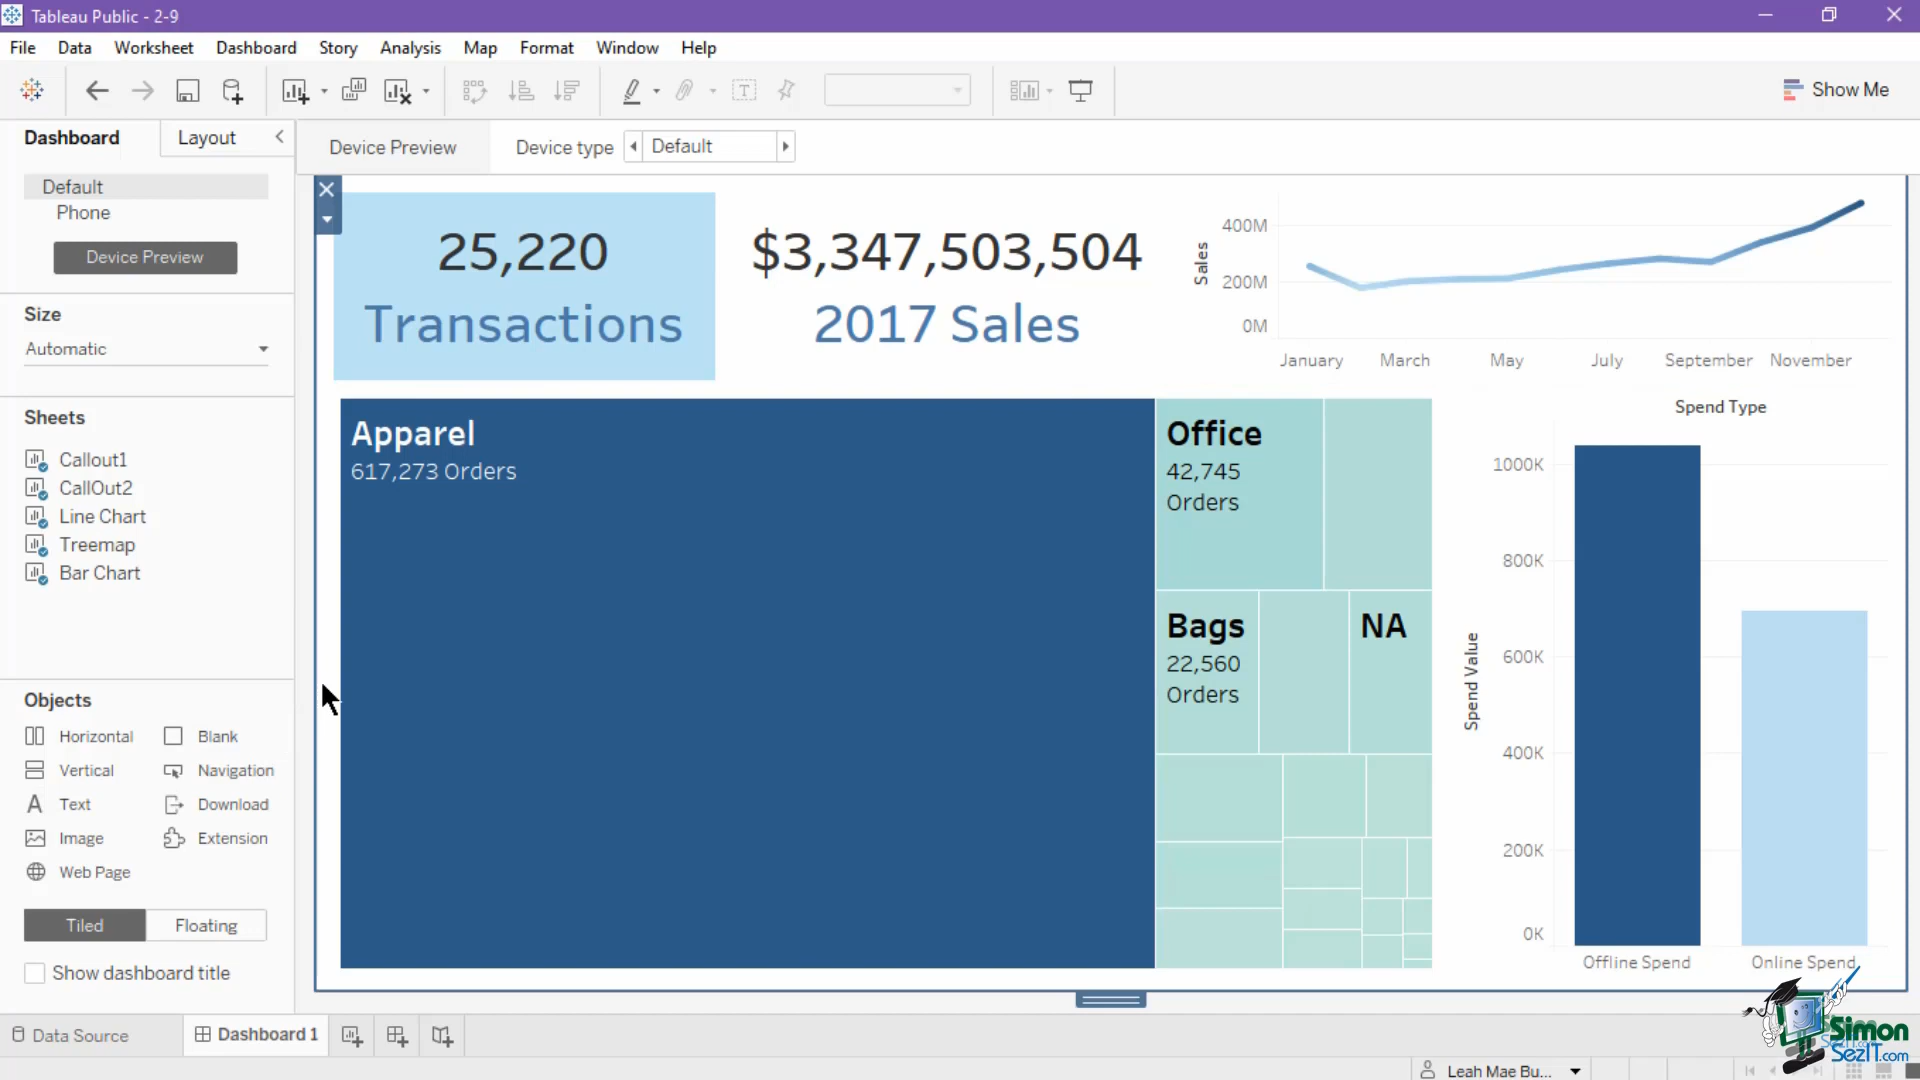 Tableau Public - 2-9
File Data Worksheet Dashboard Story Analysis Map Format Window Help
Show Me
Dashboard Layout
Device Preview Device type Default
Default
Phone
Device Preview
Size
Automatic
Sheets
Callout1
CallOut2
Line Chart
Treemap
Bar Chart
Objects
Horizontal Blank
Vertical Navigation
Text Download
Image Extension
Web Page
Tiled Floating
Show dashboard title
25,220
Transactions
$3,347,503,504
2017 Sales
Sales
400M
200M
0M
January March May July September November
Apparel
617,273 Orders
Office
42,745
Orders
Bags
22,560
Orders
NA
Spend Type
Spend Value
1000K
800K
600K
400K
200K
0K
Offline Spend Online Spend
Data Source Dashboard 1
Leah Mae Bu...
Simon
SezIT.com